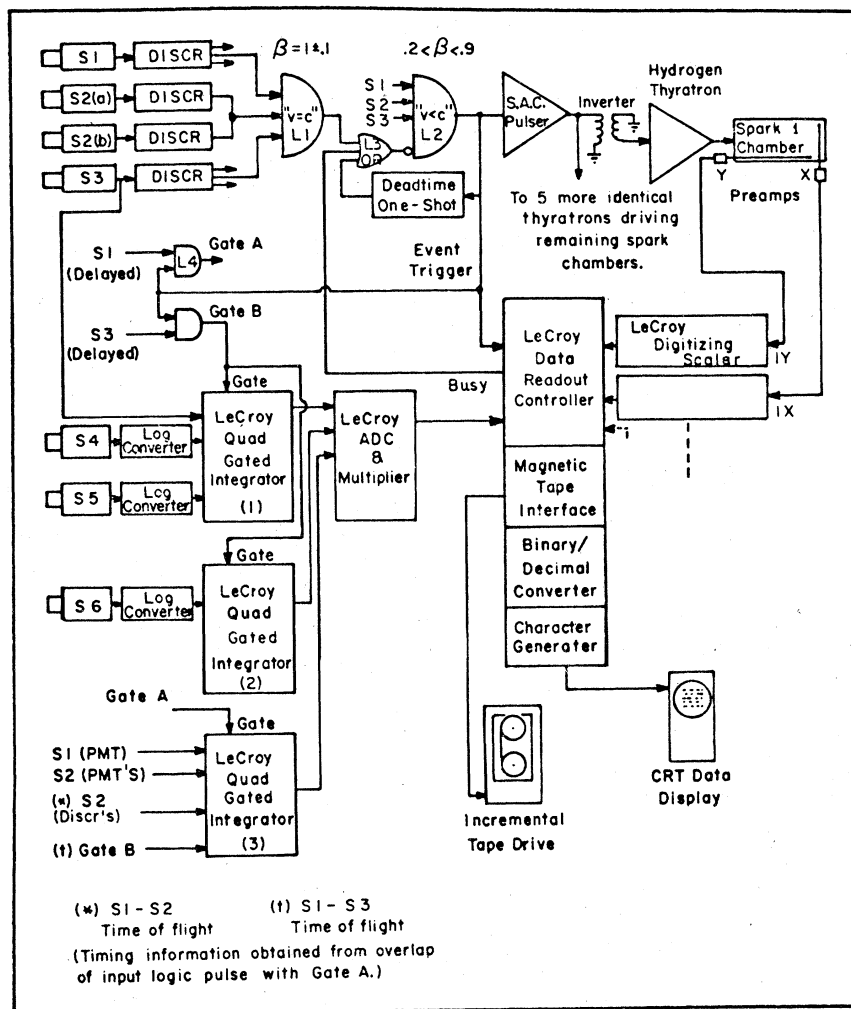 β = 1 ± .1
.2 < β < .9
S1
DISCR
S2(a)
DISCR
S2(b)
DISCR
S3
DISCR
"v=c"
L1
S1
S2
S3
"v<c"
L2
L3
OR
Deadtime
One-Shot
S.A.C.
Pulser
Inverter
Hydrogen
Thyratron
Spark 1
Chamber
Y
X
Preamps
To 5 more identical
thyratrons driving
remaining spark
chambers.
S1
(Delayed)
L4
Gate A
Gate B
S3
(Delayed)
Event
Trigger
Busy
LeCroy
Data
Readout
Controller
LeCroy
Digitizing
Scaler
1Y
1X
Gate
S4
Log
Converter
S5
Log
Converter
LeCroy
Quad
Gated
Integrator
(1)
LeCroy
ADC
&
Multiplier
Magnetic
Tape
Interface
Binary/
Decimal
Converter
Character
Generater
Gate
S6
Log
Converter
LeCroy
Quad
Gated
Integrator
(2)
Gate A
Gate
S1 (PMT)
S2 (PMT'S)
(*) S2
(Discr's)
(t) Gate B
LeCroy
Quad
Gated
Integrator
(3)
Incremental
Tape Drive
CRT Data
Display
(*) S1 - S2
Time of flight
(t) S1 - S3
Time of flight
(Timing information obtained from overlap
of input logic pulse with Gate A.)